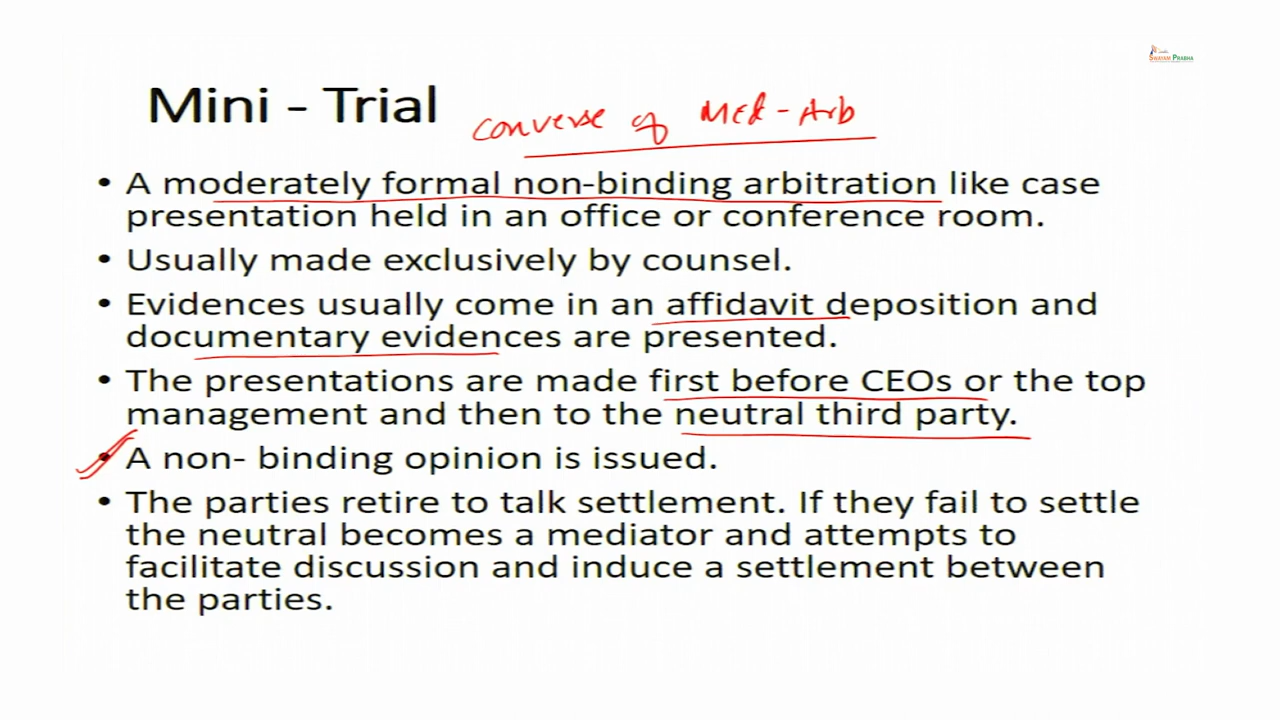 SWAYAM PRABHA
Mini - Trial
converse of Med - Arb
• A moderately formal non-binding arbitration like case
presentation held in an office or conference room.
• Usually made exclusively by counsel.
• Evidences usually come in an affidavit deposition and
documentary evidences are presented.
• The presentations are made first before CEOs or the top
management and then to the neutral third party.
• A non- binding opinion is issued.
• The parties retire to talk settlement. If they fail to settle
the neutral becomes a mediator and attempts to
facilitate discussion and induce a settlement between
the parties.